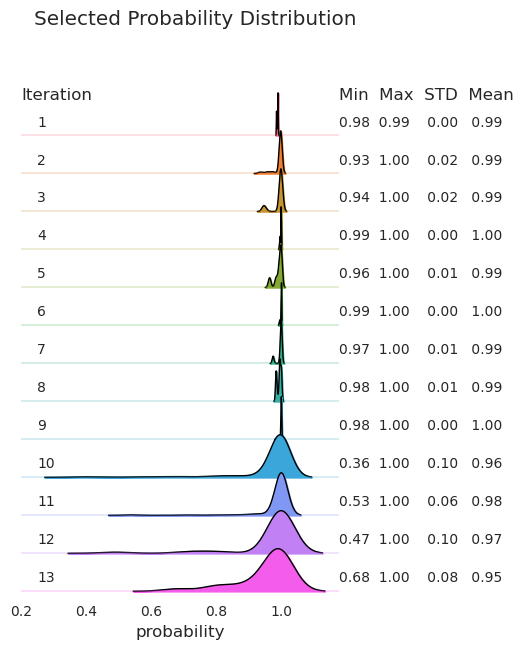 Selected Probability Distribution
Iteration Min Max STD Mean
1 0.98 0.99 0.00 0.99
2 0.93 1.00 0.02 0.99
3 0.94 1.00 0.02 0.99
4 0.99 1.00 0.00 1.00
5 0.96 1.00 0.01 0.99
6 0.99 1.00 0.00 1.00
7 0.97 1.00 0.01 0.99
8 0.98 1.00 0.01 0.99
9 0.98 1.00 0.00 1.00
10 0.36 1.00 0.10 0.96
11 0.53 1.00 0.06 0.98
12 0.47 1.00 0.10 0.97
13 0.68 1.00 0.08 0.95
0.2 0.4 0.6 0.8 1.0
probability